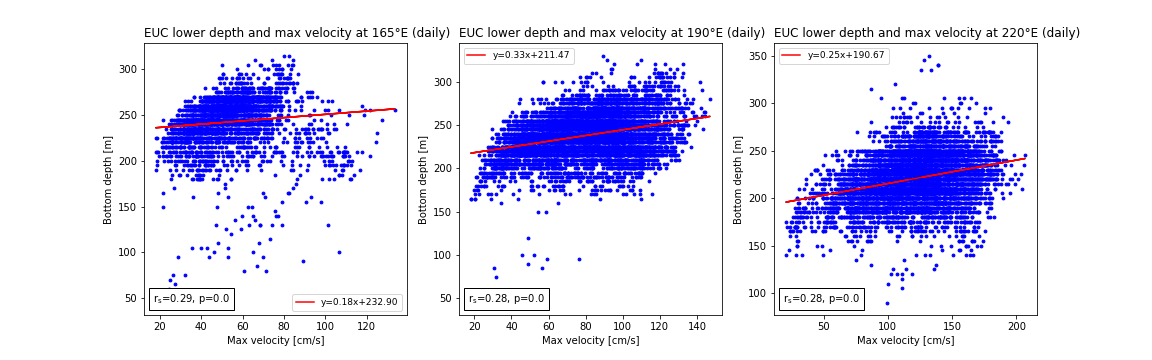 EUC lower depth and max velocity at 165°E (daily)
Bottom depth [m]
300
250
200
150
100
50
20
40
60
80
100
120
Max velocity [cm/s]
rs=0.29, p=0.0
y=0.18x+232.90
EUC lower depth and max velocity at 190°E (daily)
Bottom depth [m]
300
250
200
150
100
50
20
40
60
80
100
120
140
Max velocity [cm/s]
rs=0.28, p=0.0
y=0.33x+211.47
EUC lower depth and max velocity at 220°E (daily)
Bottom depth [m]
350
300
250
200
150
100
50
100
150
200
Max velocity [cm/s]
rs=0.28, p=0.0
y=0.25x+190.67